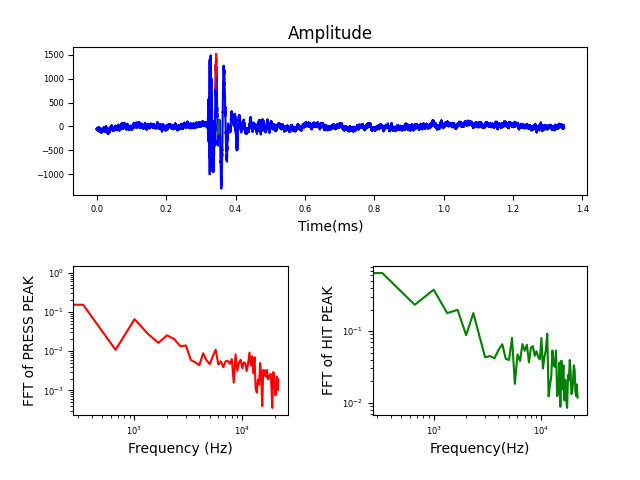 Amplitude
1500
1000
500
0
−500
−1000
0.0 0.2 0.4 0.6 0.8 1.0 1.2 1.4
Time(ms)
FFT of PRESS PEAK
10⁰
10⁻¹
10⁻²
10⁻³
10³ 10⁴
Frequency (Hz)
FFT of HIT PEAK
10⁻¹
10⁻²
10³ 10⁴
Frequency(Hz)